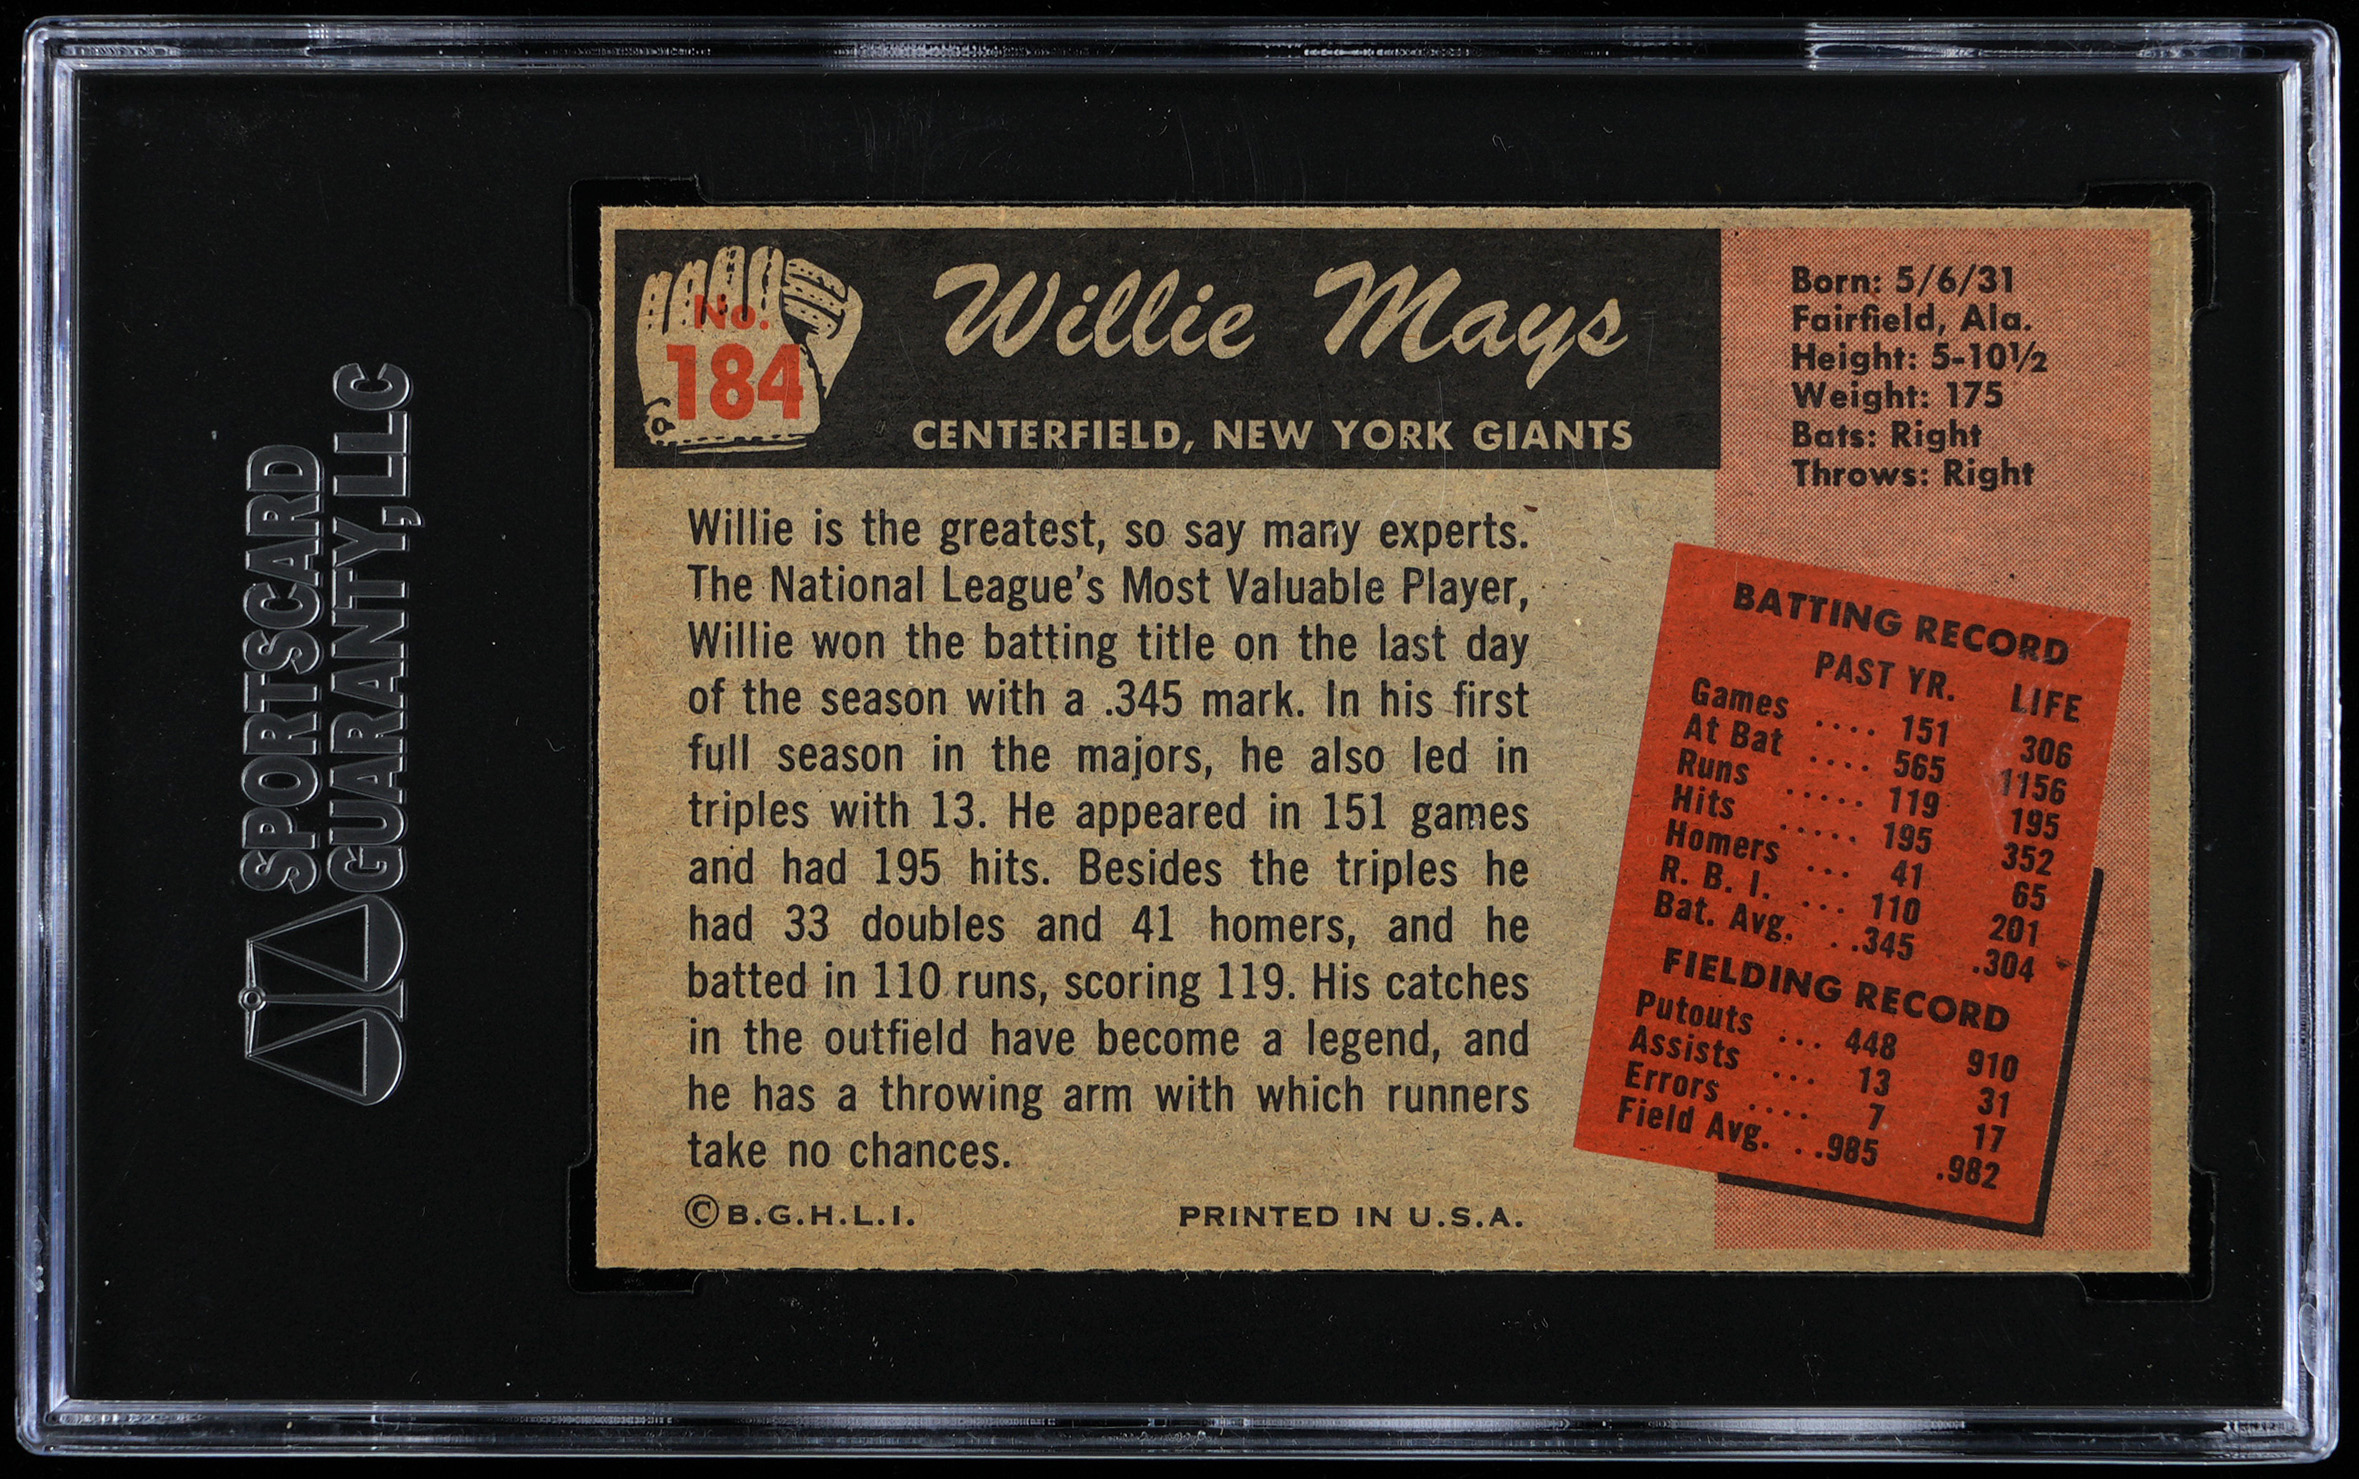 SPORTSCARD
GUARANTY, LLC
No.
184
Willie Mays
CENTERFIELD, NEW YORK GIANTS
Born: 5/6/31
Fairfield, Ala.
Height: 5-10½
Weight: 175
Bats: Right
Throws: Right
Willie is the greatest, so say many experts.
The National League's Most Valuable Player,
Willie won the batting title on the last day
of the season with a .345 mark. In his first
full season in the majors, he also led in
triples with 13. He appeared in 151 games
and had 195 hits. Besides the triples he
had 33 doubles and 41 homers, and he
batted in 110 runs, scoring 119. His catches
in the outfield have become a legend, and
he has a throwing arm with which runners
take no chances.
©B.G.H.L.I. PRINTED IN U.S.A.
BATTING RECORD
PAST YR. LIFE
Games .... 151 306
At Bat .... 565 1156
Runs ..... 119 195
Hits ..... 195 352
Homers ... 41 65
R. B. I. ... 110 201
Bat. Avg. ..345 .304
FIELDING RECORD
Putouts ... 448 910
Assists ... 13 31
Errors .... 7 17
Field Avg. ..985 .982